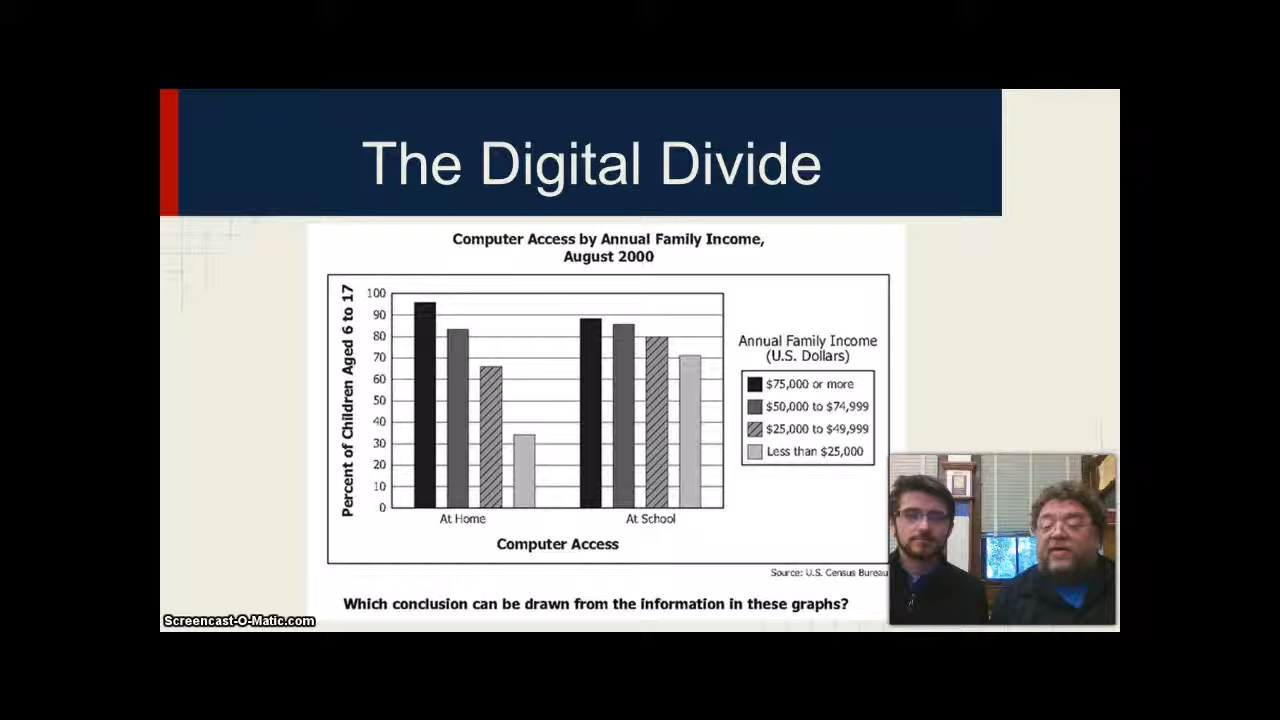 The Digital Divide
Computer Access by Annual Family Income,
August 2000
Percent of Children Aged 6 to 17
100
90
80
70
60
50
40
30
20
10
0
At Home
At School
Computer Access
Annual Family Income
(U.S. Dollars)
$75,000 or more
$50,000 to $74,999
$25,000 to $49,999
Less than $25,000
Source: U.S. Census Bureau
Which conclusion can be drawn from the information in these graphs?
Screencast-O-Matic.com